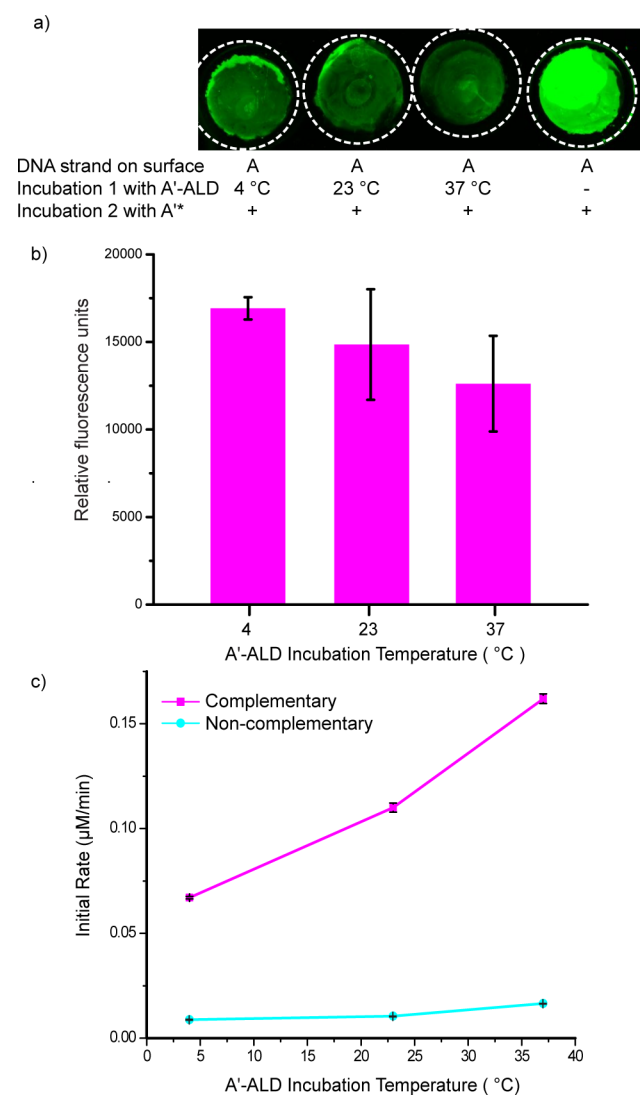 a)
DNA strand on surface A A A A
Incubation 1 with A'-ALD 4 °C 23 °C 37 °C -
Incubation 2 with A'* + + + +
b)
Relative fluorescence units
20000
15000
10000
5000
0
4 23 37
A'-ALD Incubation Temperature ( °C )
c)
Complementary
Non-complementary
Initial Rate (µM/min)
0.15
0.10
0.05
0.00
0 5 10 15 20 25 30 35 40
A'-ALD Incubation Temperature ( °C)